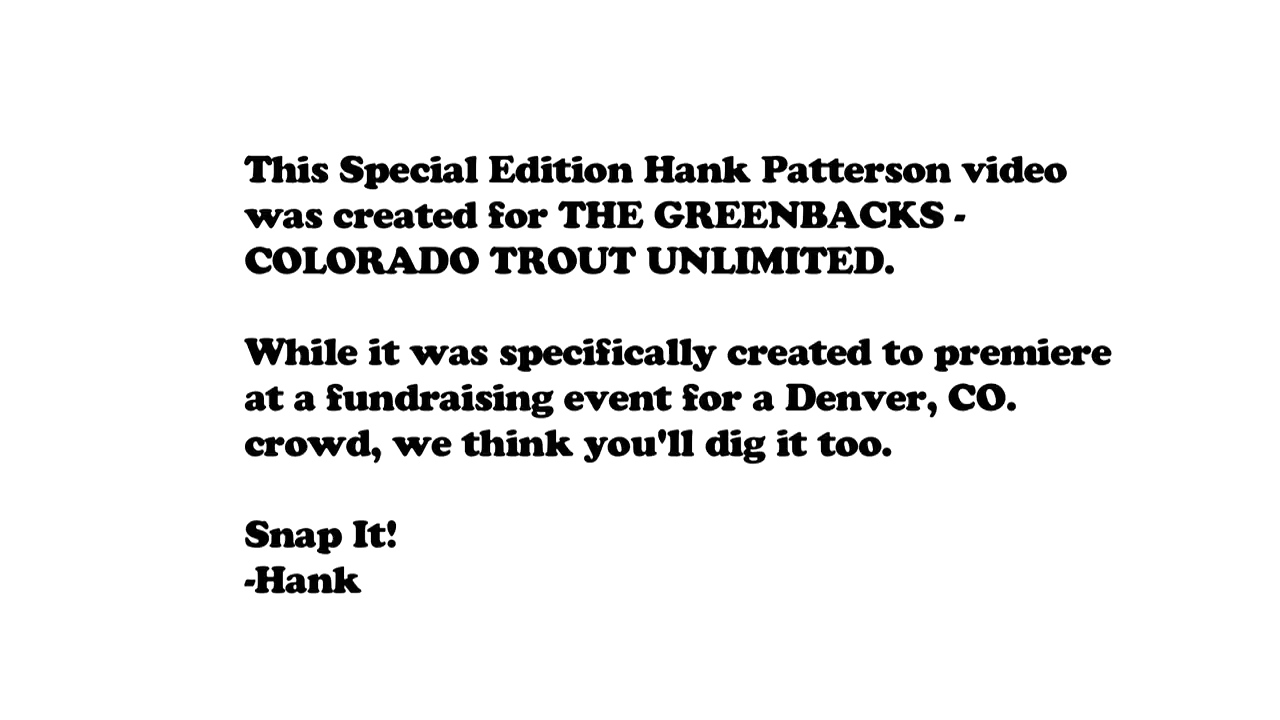 This Special Edition Hank Patterson video
was created for THE GREENBACKS -
COLORADO TROUT UNLIMITED.
While it was specifically created to premiere
at a fundraising event for a Denver, CO.
crowd, we think you'll dig it too.
Snap It!
-Hank